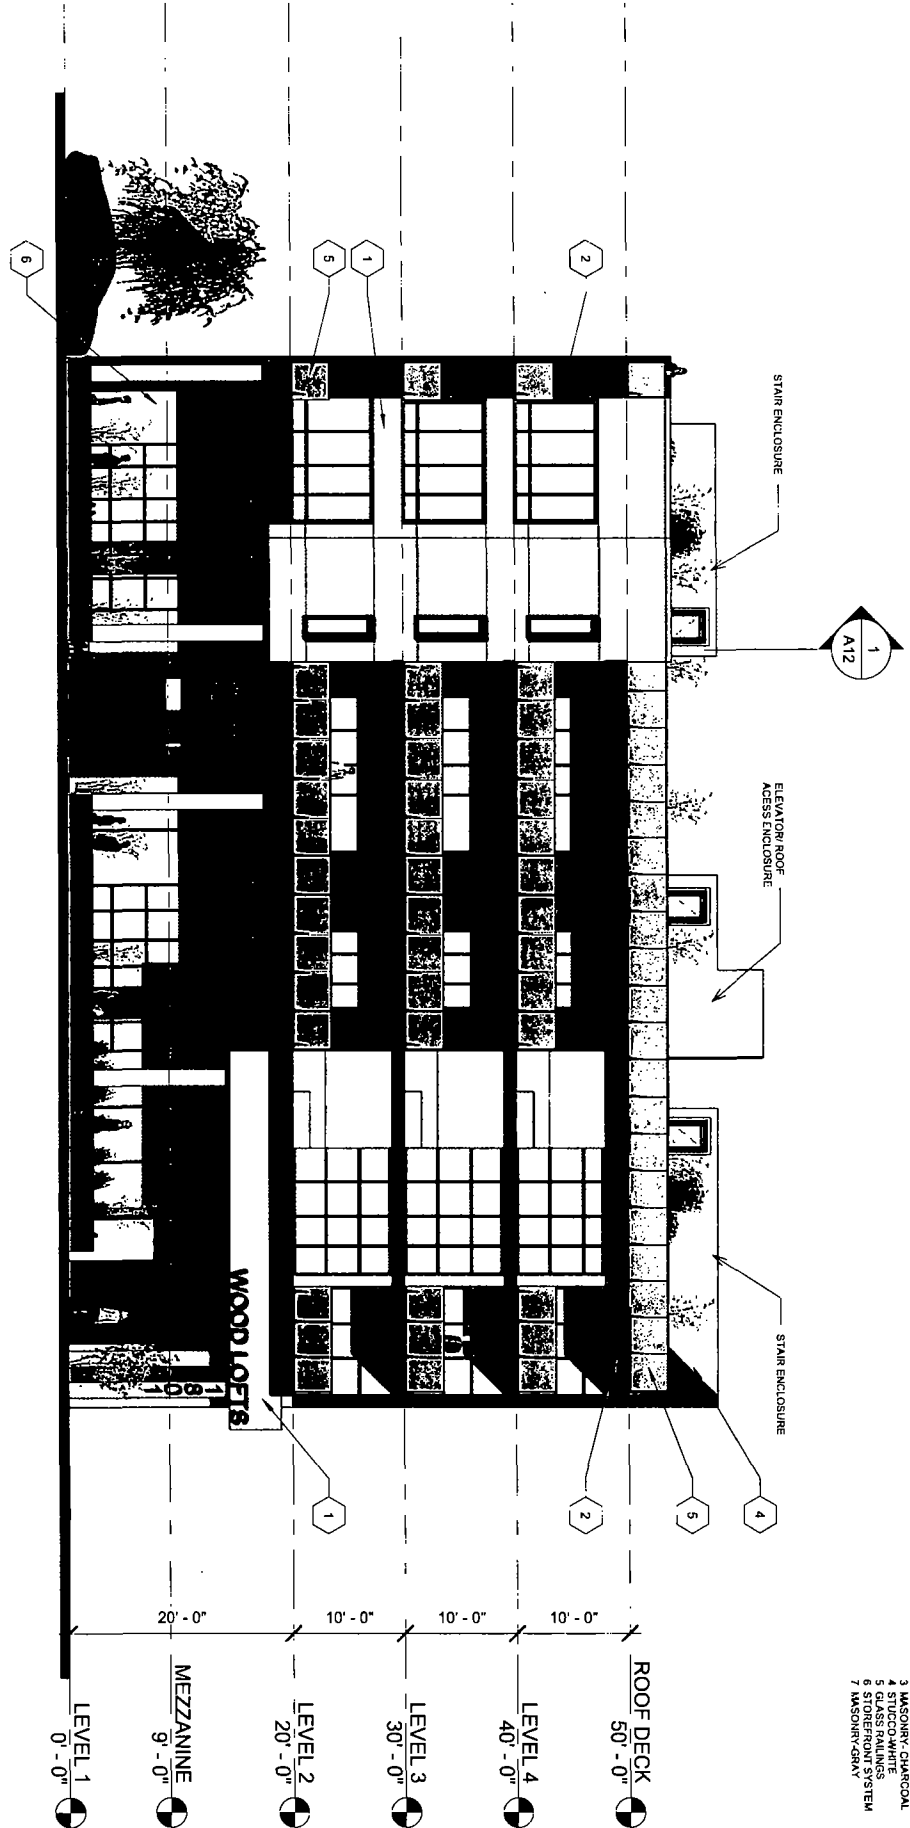 STAIR ENCLOSURE
ELEVATOR/ ROOF
ACESS ENCLOSURE
STAIR ENCLOSURE
1
A12
6
5
1
2
1
2
5
4
WOOD LOFTS
1801
3 MASONRY- CHARCOAL
4 STUCCO-WHITE
5 GLASS RAILINGS
6 STOREFRONT SYSTEM
7 MASONRY-GRAY
ROOF DECK
50' - 0"
10' - 0"
LEVEL 4
40' - 0"
10' - 0"
LEVEL 3
30' - 0"
10' - 0"
LEVEL 2
20' - 0"
20' - 0"
MEZZANINE
9' - 0"
LEVEL 1
0' - 0"